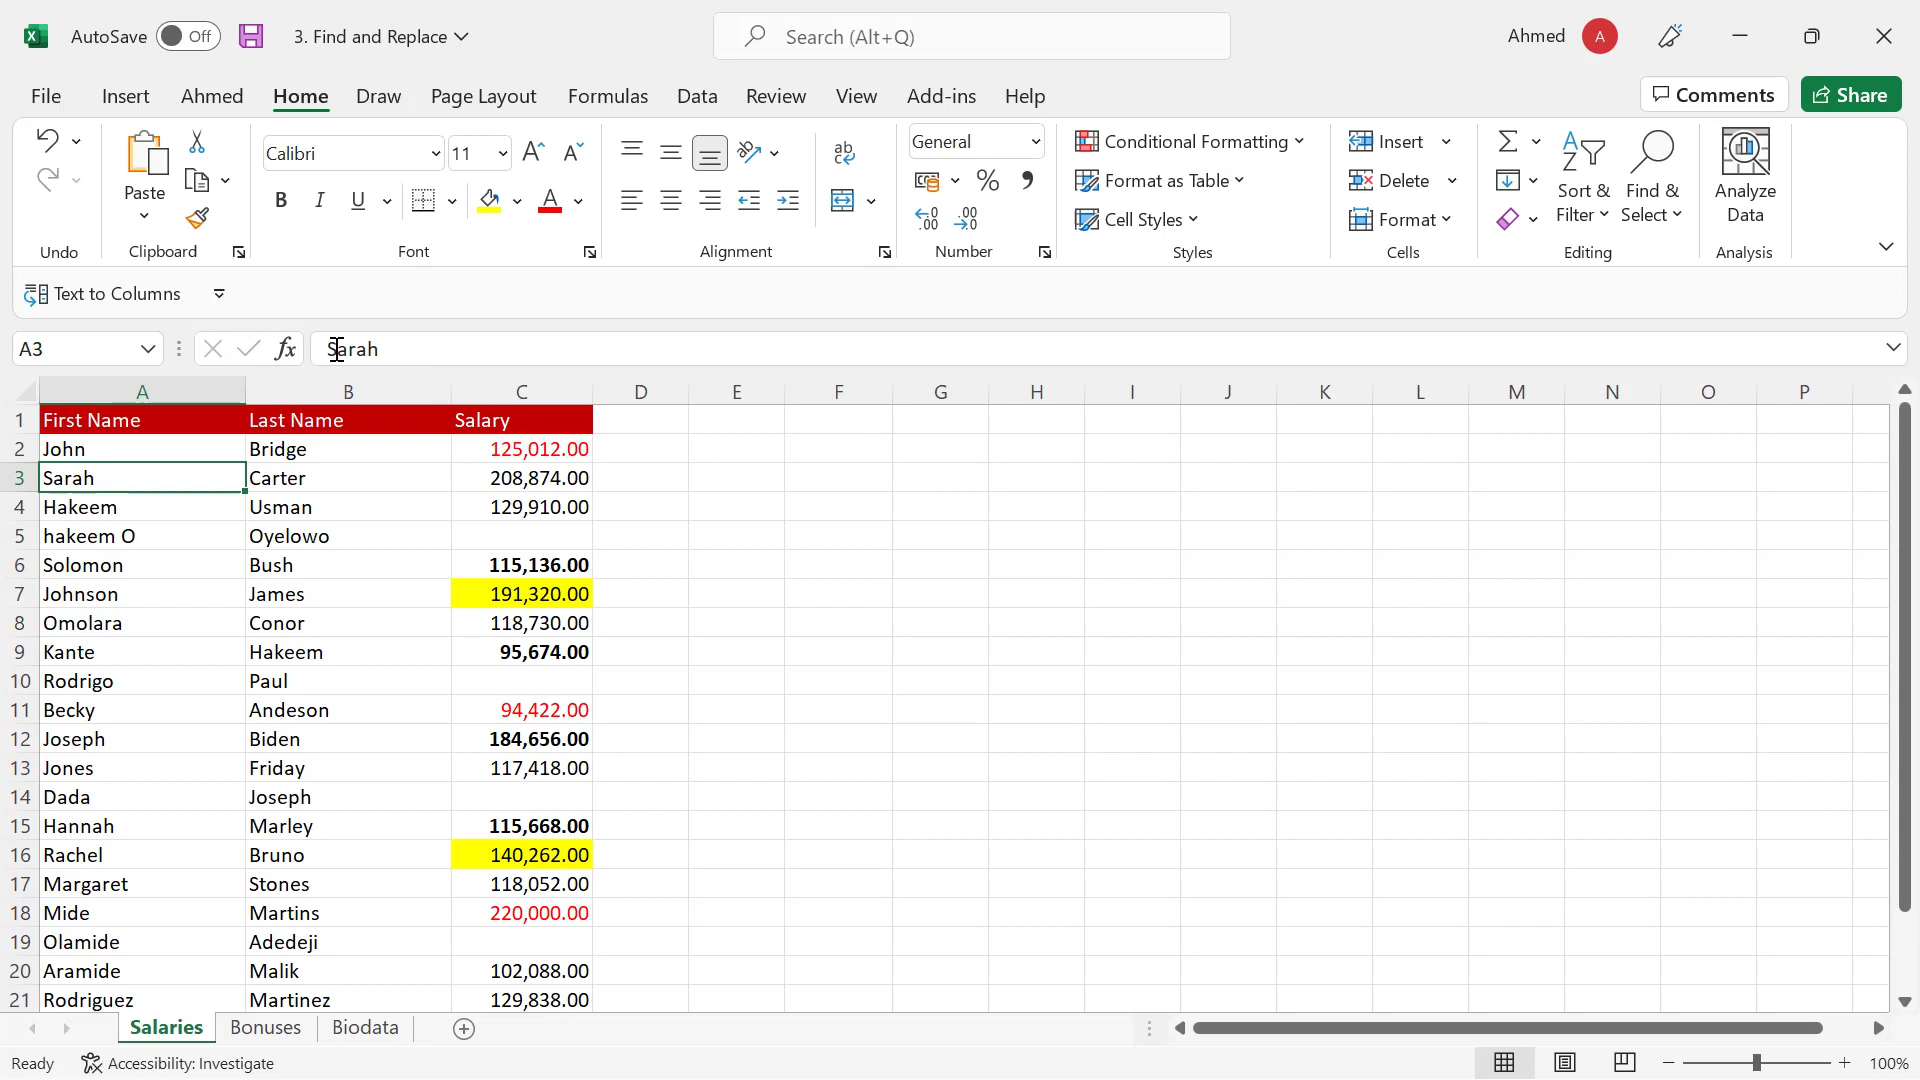 AutoSave Off 3. Find and Replace Search (Alt+Q) Ahmed A
File Insert Ahmed Home Draw Page Layout Formulas Data Review View Add-ins Help Comments Share
Paste Calibri 11 General Conditional Formatting Insert Sort & Find & Analyze
B I U Format as Table Delete Filter Select Data
Cell Styles Format
Undo Clipboard Font Alignment Number Styles Cells Editing Analysis
Text to Columns
A3 fx Sarah
A B C D E F G H I J K L M N O P
1 First Name Last Name Salary
2 John Bridge 125,012.00
3 Sarah Carter 208,874.00
4 Hakeem Usman 129,910.00
5 hakeem O Oyelowo
6 Solomon Bush 115,136.00
7 Johnson James 191,320.00
8 Omolara Conor 118,730.00
9 Kante Hakeem 95,674.00
10 Rodrigo Paul
11 Becky Andeson 94,422.00
12 Joseph Biden 184,656.00
13 Jones Friday 117,418.00
14 Dada Joseph
15 Hannah Marley 115,668.00
16 Rachel Bruno 140,262.00
17 Margaret Stones 118,052.00
18 Mide Martins 220,000.00
19 Olamide Adedeji
20 Aramide Malik 102,088.00
21 Rodriguez Martinez 129,838.00
Salaries Bonuses Biodata
Ready Accessibility: Investigate 100%